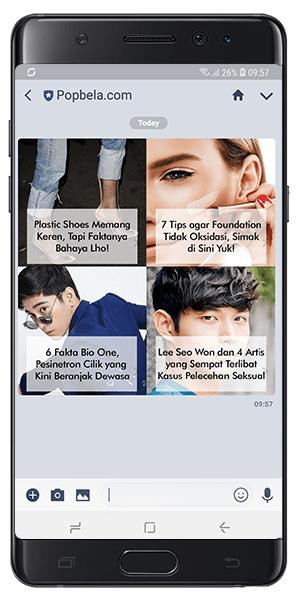 26% 09:57
Popbela.com
Today
Plastic Shoes Memang
Keren, Tapi Faktanya
Bahaya Lho!
7 Tips agar Foundation
Tidak Oksidasi, Simak
di Sini Yuk!
6 Fakta Bio One,
Pesinetron Cilik yang
Kini Beranjak Dewasa
Lee Seo Won dan 4 Artis
yang Sempat Terlibat
Kasus Pelecehan Seksual
09:57